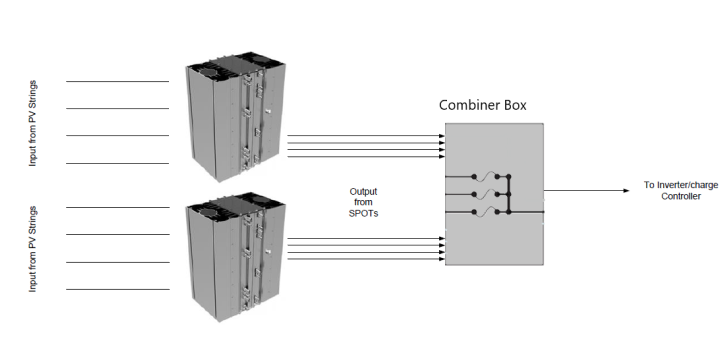 Combiner Box
Input from PV Strings
Input from PV Strings
Output
from
SPOTs
To Inverter/charge
Controller